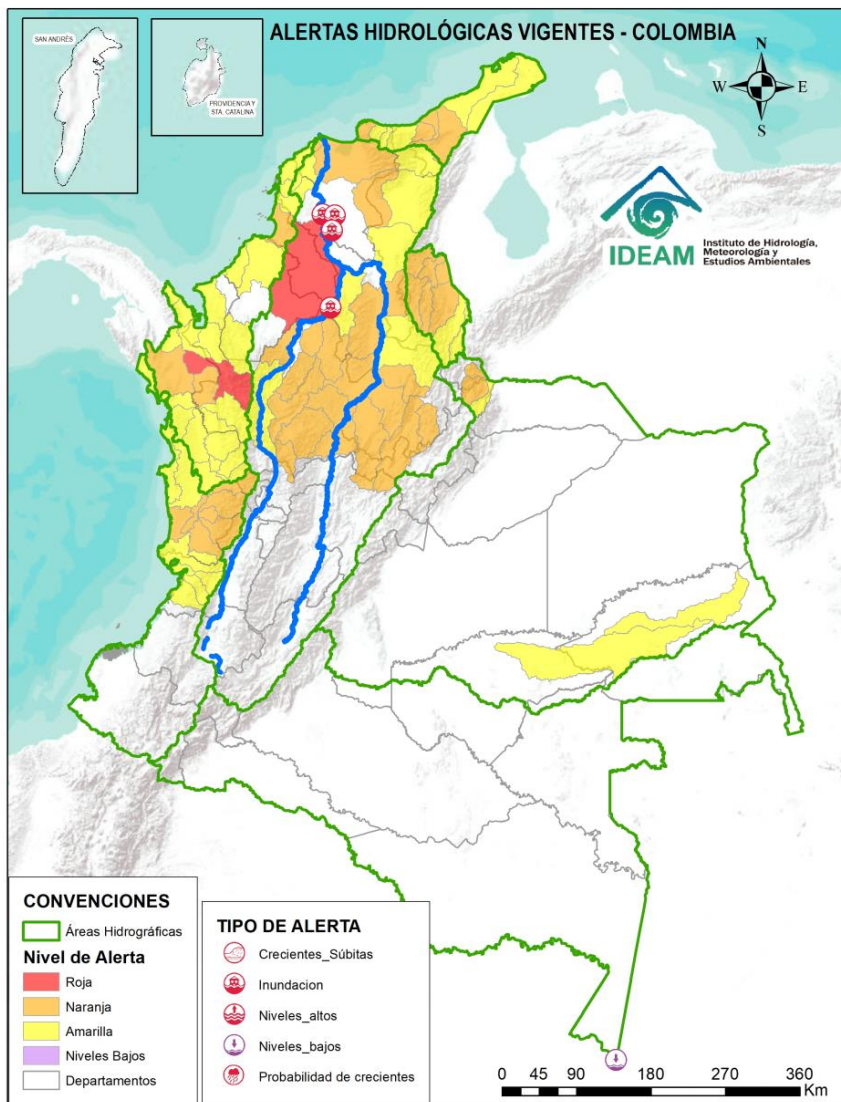 ALERTAS HIDROLÓGICAS VIGENTES - COLOMBIA
SAN ANDRÉS
PROVIDENCIA Y
STA. CATALINA
N
W
E
S
IDEAM
Instituto de Hidrología,
Meteorología y
Estudios Ambientales
CONVENCIONES
Áreas Hidrográficas
Nivel de Alerta
Roja
Naranja
Amarilla
Niveles Bajos
Departamentos
TIPO DE ALERTA
Crecientes_Súbitas
Inundacion
Niveles_altos
Niveles_bajos
Probabilidad de crecientes
0 45 90 180 270 360
Km